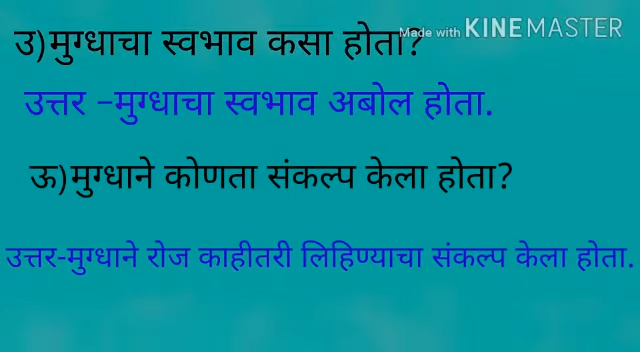 Made with KINEMASTER
उ)मुग्धाचा स्वभाव कसा होता?
उत्तर –मुग्धाचा स्वभाव अबोल होता.
ऊ)मुग्धाने कोणता संकल्प केला होता?
उत्तर-मुग्धाने रोज काहीतरी लिहिण्याचा संकल्प केला होता.